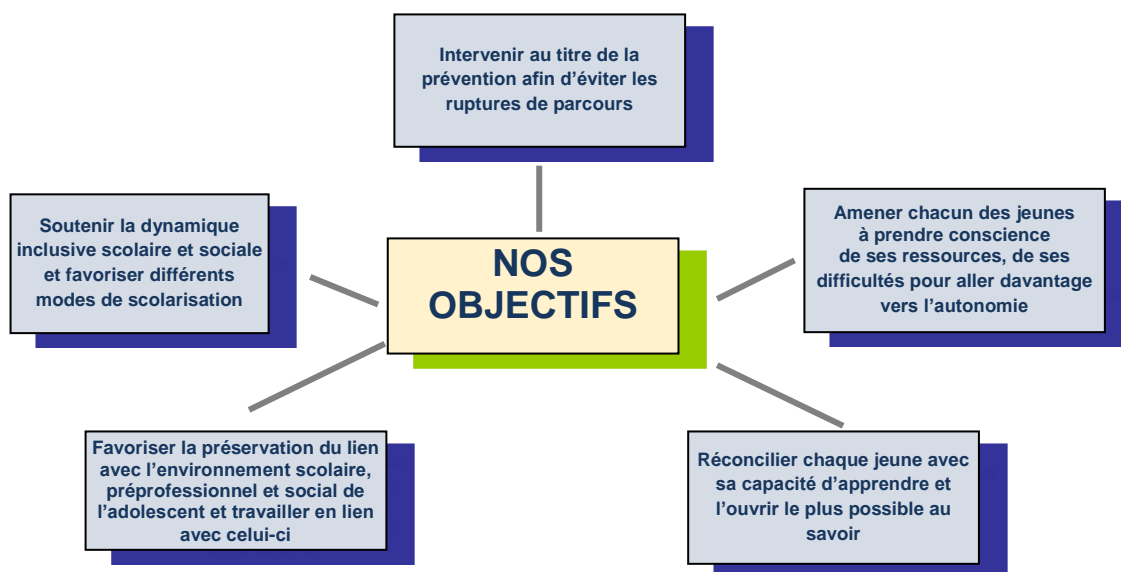 Intervenir au titre de la
prévention afin d’éviter les
ruptures de parcours
Soutenir la dynamique
inclusive scolaire et sociale
et favoriser différents
modes de scolarisation
NOS
OBJECTIFS
Amener chacun des jeunes
à prendre conscience
de ses ressources, de ses
difficultés pour aller davantage
vers l’autonomie
Favoriser la préservation du lien
avec l’environnement scolaire,
préprofessionnel et social de
l’adolescent et travailler en lien
avec celui-ci
Réconcilier chaque jeune avec
sa capacité d’apprendre et
l’ouvrir le plus possible au
savoir